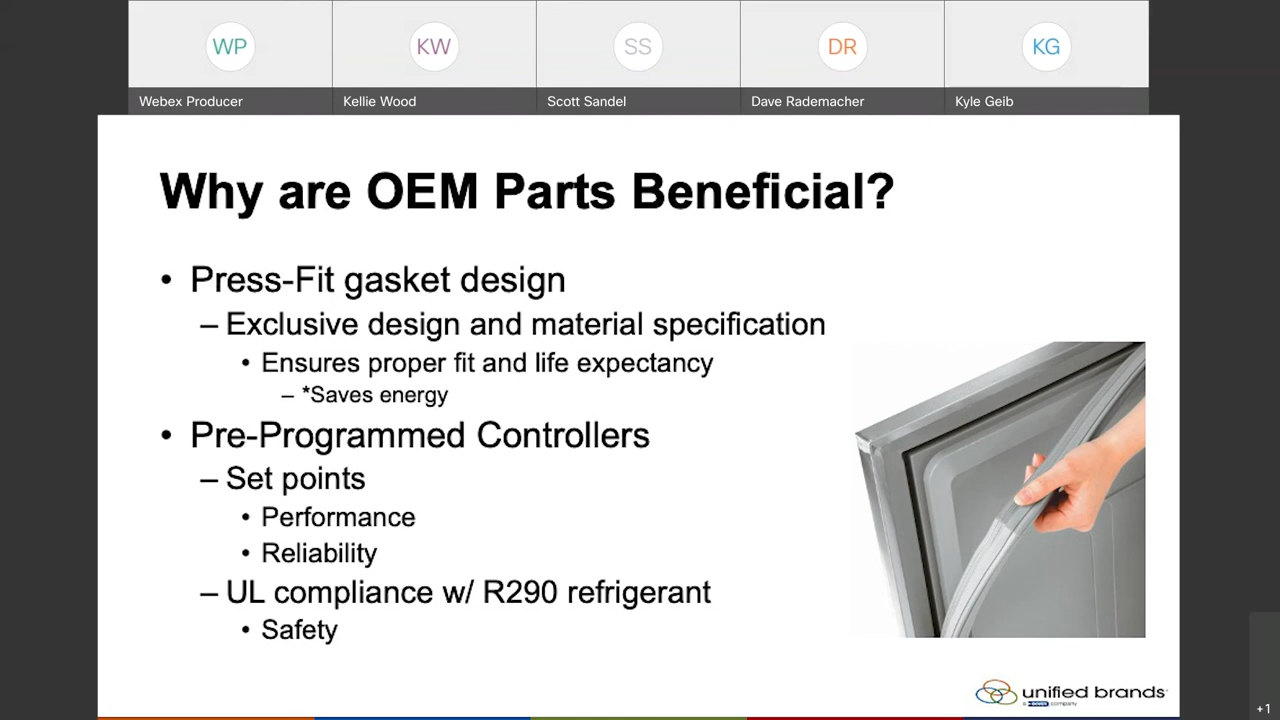 WP
KW
SS
DR
KG
Webex Producer
Kellie Wood
Scott Sandel
Dave Rademacher
Kyle Geib
Why are OEM Parts Beneficial?
• Press-Fit gasket design
– Exclusive design and material specification
• Ensures proper fit and life expectancy
– *Saves energy
• Pre-Programmed Controllers
– Set points
• Performance
• Reliability
– UL compliance w/ R290 refrigerant
• Safety
unified brands
a DOVER company
+1